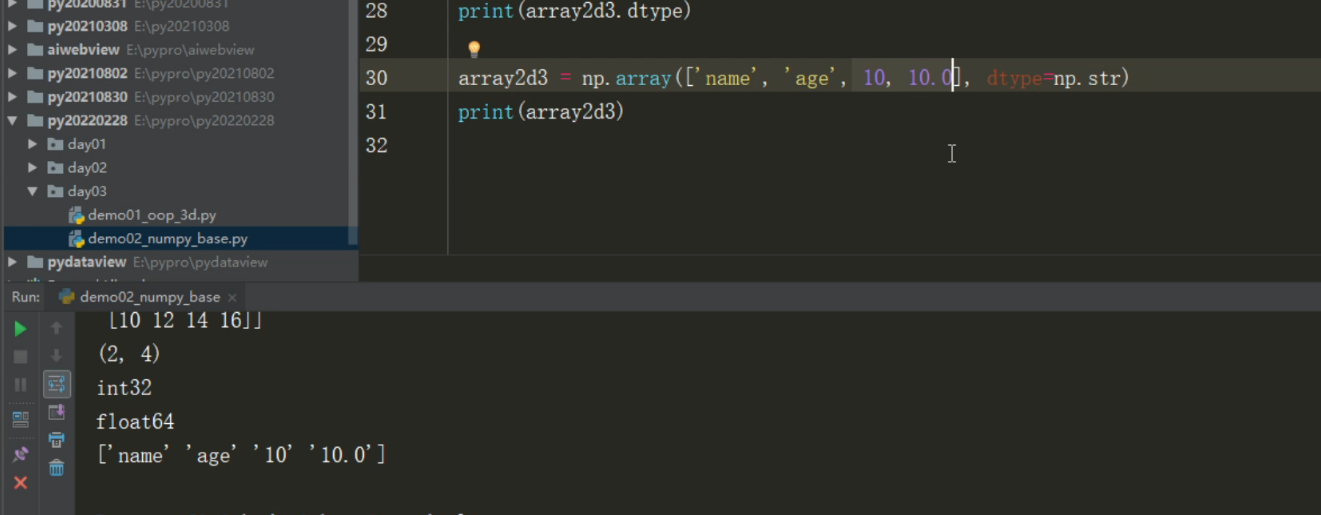 py20200831 E:\pypro\py20200831
py20210308 E:\pypro\py20210308
aiwebview E:\pypro\aiwebview
py20210802 E:\pypro\py20210802
py20210830 E:\pypro\py20210830
py20220228 E:\pypro\py20220228
day01
day02
day03
demo01_oop_3d.py
demo02_numpy_base.py
pydataview E:\pypro\pydataview
28 print(array2d3.dtype)
29
30 array2d3 = np.array(['name', 'age', 10, 10.0], dtype=np.str)
31 print(array2d3)
32
Run: demo02_numpy_base ×
[10 12 14 16]]
(2, 4)
int32
float64
['name' 'age' '10' '10.0']